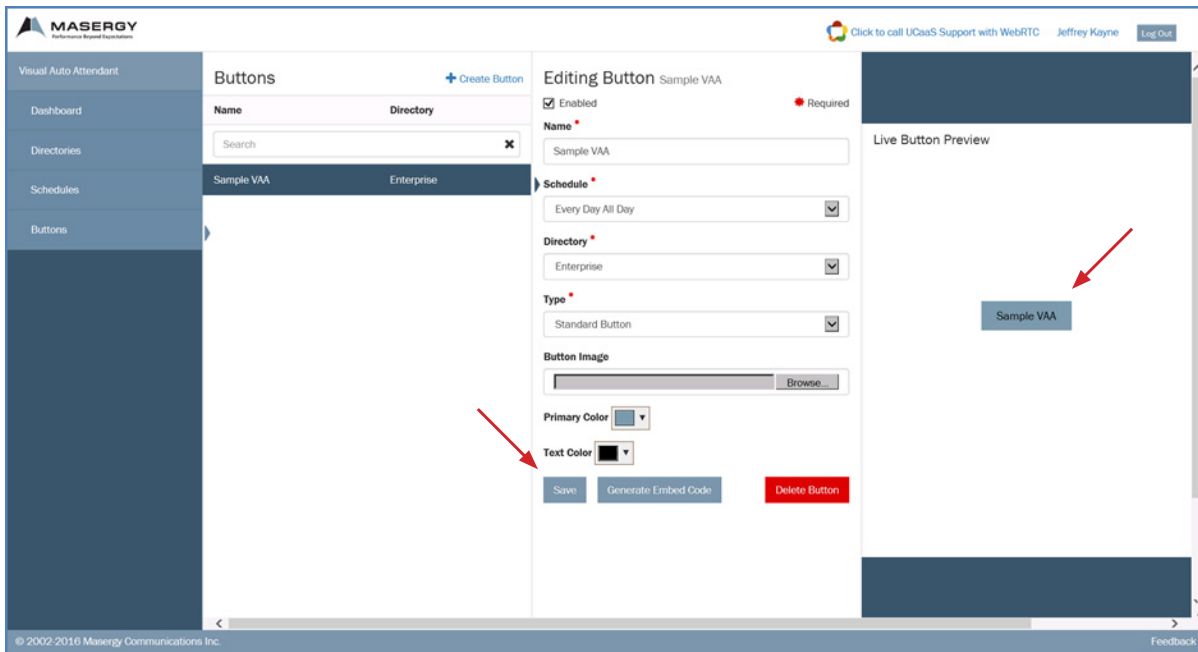 MASERGY
Performance Beyond Expectations
Click to call UCaaS Support with WebRTC
Jeffrey Kayne
Log Out
Visual Auto Attendant
Dashboard
Directories
Schedules
Buttons
Buttons
Create Button
Name Directory
Search
Sample VAA Enterprise
Editing Button Sample VAA
Enabled
Required
Name *
Sample VAA
Schedule *
Every Day All Day
Directory *
Enterprise
Type *
Standard Button
Button Image
Browse...
Primary Color
Text Color
Save
Generate Embed Code
Delete Button
Live Button Preview
Sample VAA
© 2002-2016 Masergy Communications Inc.
Feedback